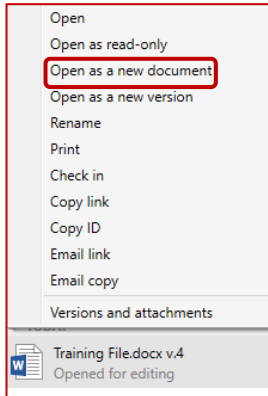 Open
Open as read-only
Open as a new document
Open as a new version
Rename
Print
Check in
Copy link
Copy ID
Email link
Email copy
Versions and attachments
Training File.docx v.4
Opened for editing